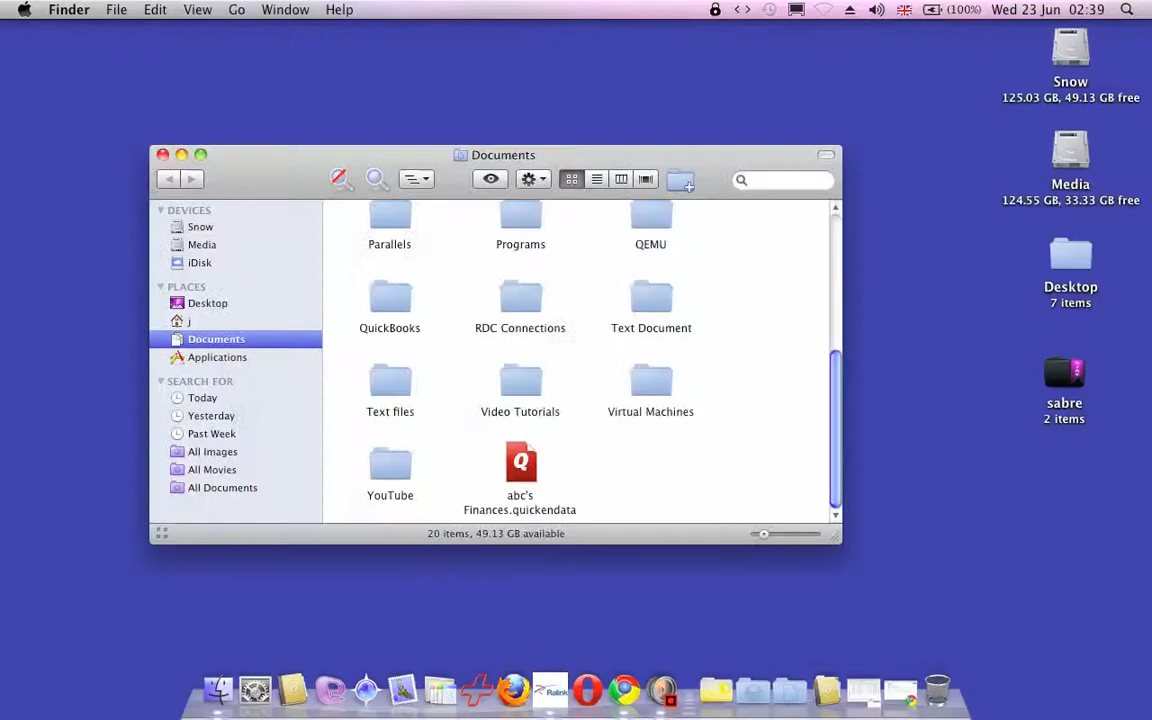 Finder File Edit View Go Window Help
(100%) Wed 23 Jun 02:39
Snow
125.03 GB, 49.13 GB free
Media
124.55 GB, 33.33 GB free
Desktop
7 items
sabre
2 items
Documents
DEVICES
Snow
Media
iDisk
PLACES
Desktop
j
Documents
Applications
SEARCH FOR
Today
Yesterday
Past Week
All Images
All Movies
All Documents
Parallels Programs QEMU
QuickBooks RDC Connections Text Document
Text files Video Tutorials Virtual Machines
YouTube abc's
Finances.quickendata
Q
20 items, 49.13 GB available
Ralink